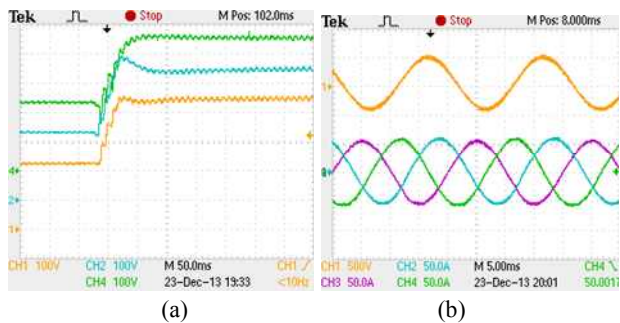 Tek Stop M Pos: 102.0ms
4
2
1
CH1 100V CH2 100V M 50.0ms CH1
CH4 100V 23-Dec-13 19:33 <10Hz
(a)
Tek Stop M Pos: 8.000ms
1
CH1 500V CH2 50.0A M 5.00ms CH4
CH3 50.0A CH4 50.0A 23-Dec-13 20:01 50.001
(b)